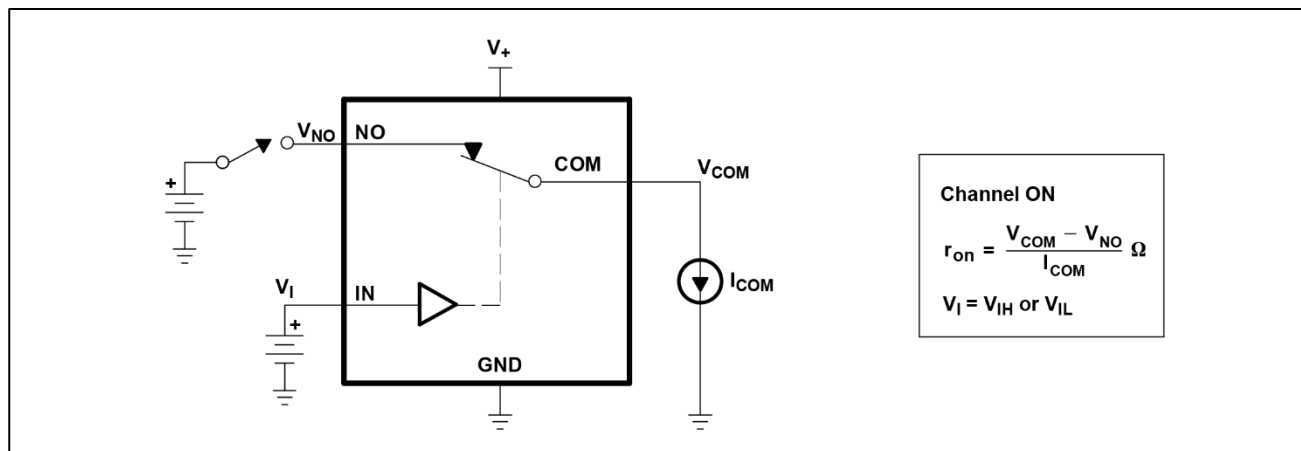 V+
VNO NO
COM VCOM
+
Channel ON
ron = VCOM − VNO / ICOM Ω
VI IN
ICOM
+
VI = VIH or VIL
GND